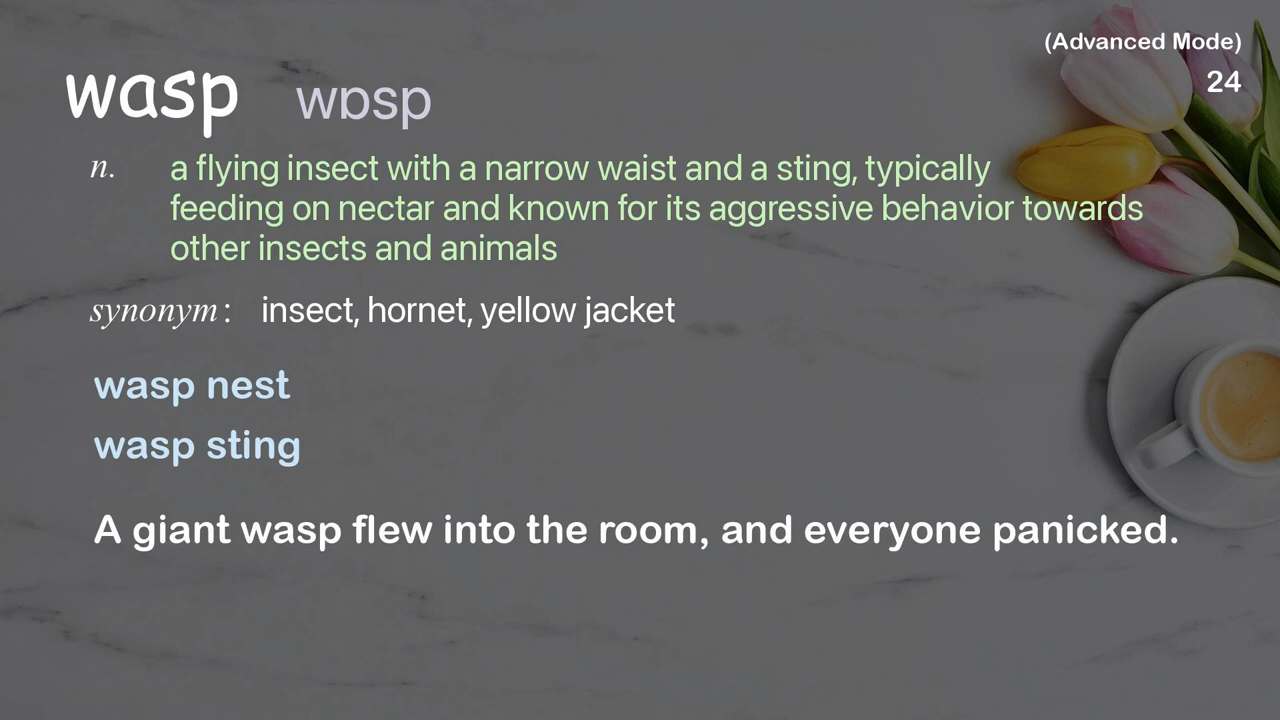 (Advanced Mode)
24
wasp wɒsp
n. a flying insect with a narrow waist and a sting, typically
feeding on nectar and known for its aggressive behavior towards
other insects and animals
synonym: insect, hornet, yellow jacket
wasp nest
wasp sting
A giant wasp flew into the room, and everyone panicked.